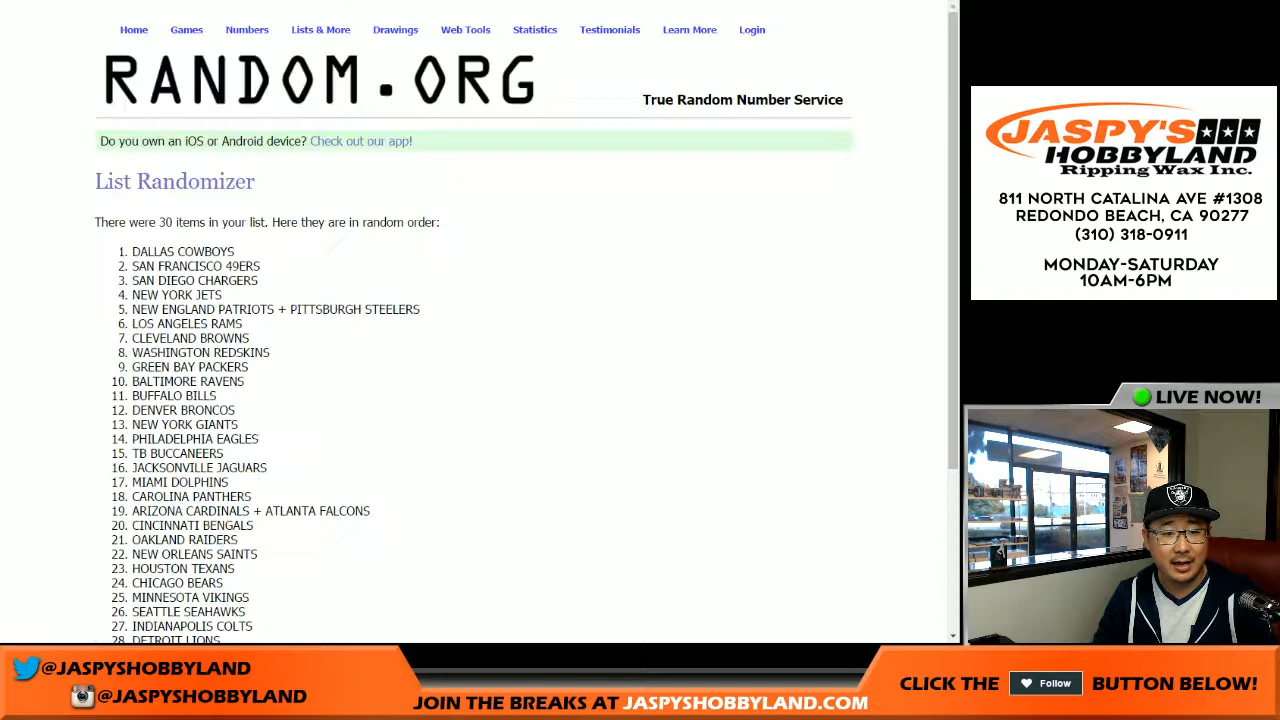 Home Games Numbers Lists & More Drawings Web Tools Statistics Testimonials Learn More Login
RANDOM.ORG
True Random Number Service
Do you own an iOS or Android device? Check out our app!
List Randomizer
There were 30 items in your list. Here they are in random order:
1. DALLAS COWBOYS
2. SAN FRANCISCO 49ERS
3. SAN DIEGO CHARGERS
4. NEW YORK JETS
5. NEW ENGLAND PATRIOTS + PITTSBURGH STEELERS
6. LOS ANGELES RAMS
7. CLEVELAND BROWNS
8. WASHINGTON REDSKINS
9. GREEN BAY PACKERS
10. BALTIMORE RAVENS
11. BUFFALO BILLS
12. DENVER BRONCOS
13. NEW YORK GIANTS
14. PHILADELPHIA EAGLES
15. TB BUCCANEERS
16. JACKSONVILLE JAGUARS
17. MIAMI DOLPHINS
18. CAROLINA PANTHERS
19. ARIZONA CARDINALS + ATLANTA FALCONS
20. CINCINNATI BENGALS
21. OAKLAND RAIDERS
22. NEW ORLEANS SAINTS
23. HOUSTON TEXANS
24. CHICAGO BEARS
25. MINNESOTA VIKINGS
26. SEATTLE SEAHAWKS
27. INDIANAPOLIS COLTS
28. DETROIT LIONS
JASPY'S
HOBBYLAND
Ripping Wax Inc.
811 NORTH CATALINA AVE #1308
REDONDO BEACH, CA 90277
(310) 318-0911
MONDAY-SATURDAY
10AM-6PM
LIVE NOW!
@JASPYSHOBBYLAND
@JASPYSHOBBYLAND
JOIN THE BREAKS AT JASPYSHOBBYLAND.COM
CLICK THE Follow BUTTON BELOW!